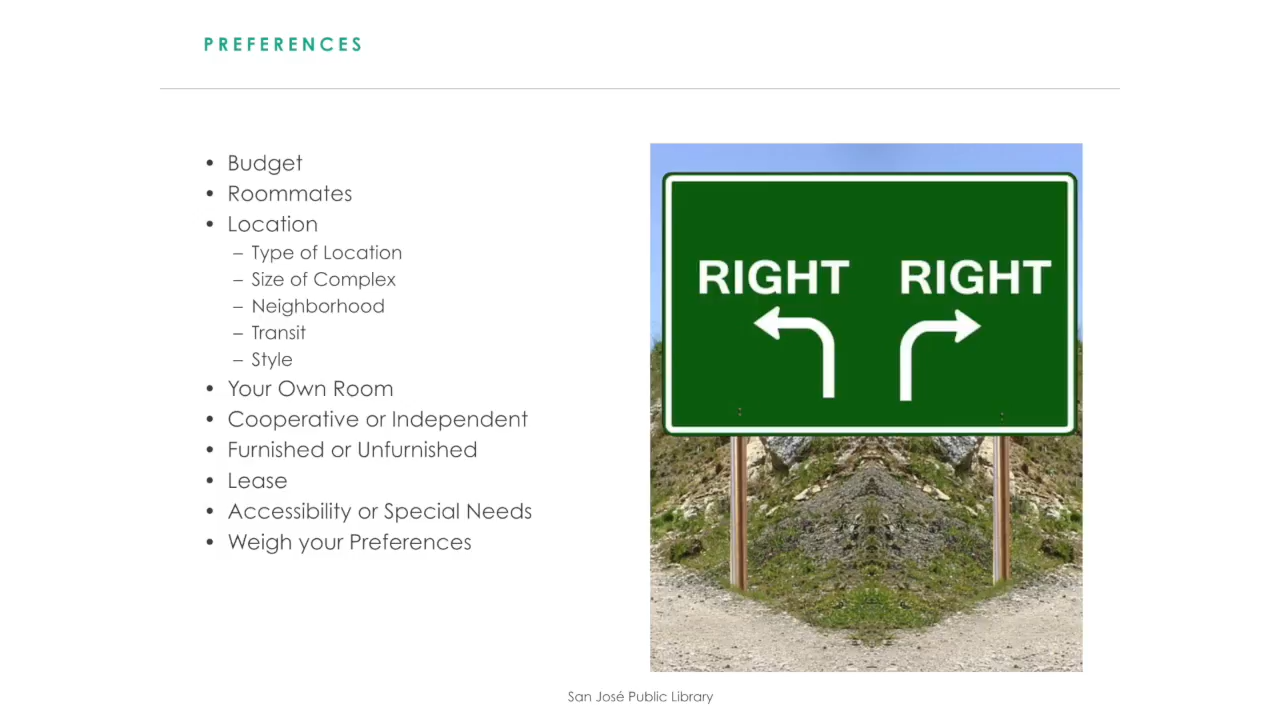 PREFERENCES
• Budget
• Roommates
• Location
– Type of Location
– Size of Complex
– Neighborhood
– Transit
– Style
• Your Own Room
• Cooperative or Independent
• Furnished or Unfurnished
• Lease
• Accessibility or Special Needs
• Weigh your Preferences
RIGHT RIGHT
San José Public Library